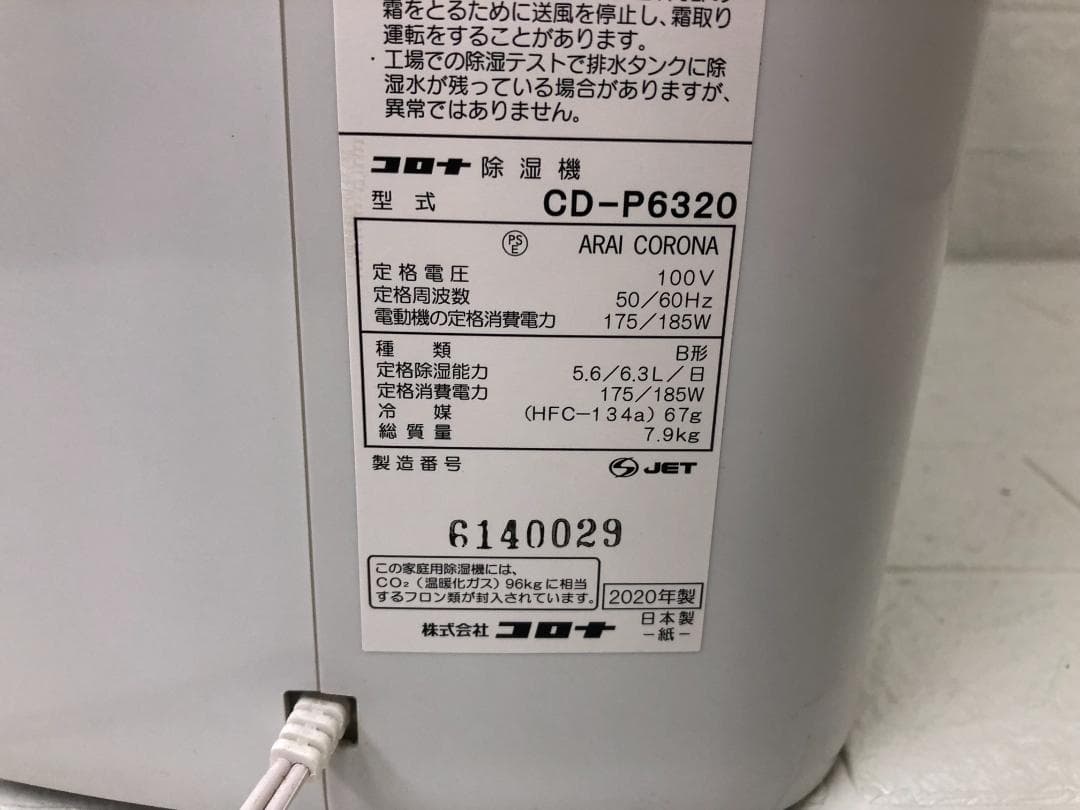 霜をとるために送風を停止し、霜取り
運転をすることがあります。
・工場での除湿テストで排水タンクに除
湿水が残っている場合がありますが、
異常ではありません。
コロナ 除湿機
型式 CD-P6320
PSE ARAI CORONA
定格電圧 100V
定格周波数 50/60Hz
電動機の定格消費電力 175/185W
種類 B形
定格除湿能力 5.6/6.3L/日
定格消費電力 175/185W
冷媒 (HFC-134a) 67g
総質量 7.9kg
製造番号 JET
6140029
この家庭用除湿機には、
CO₂（温暖化ガス）96kgに相当
するフロン類が封入されています。
2020年製
株式会社 コロナ
日本製
-紙-